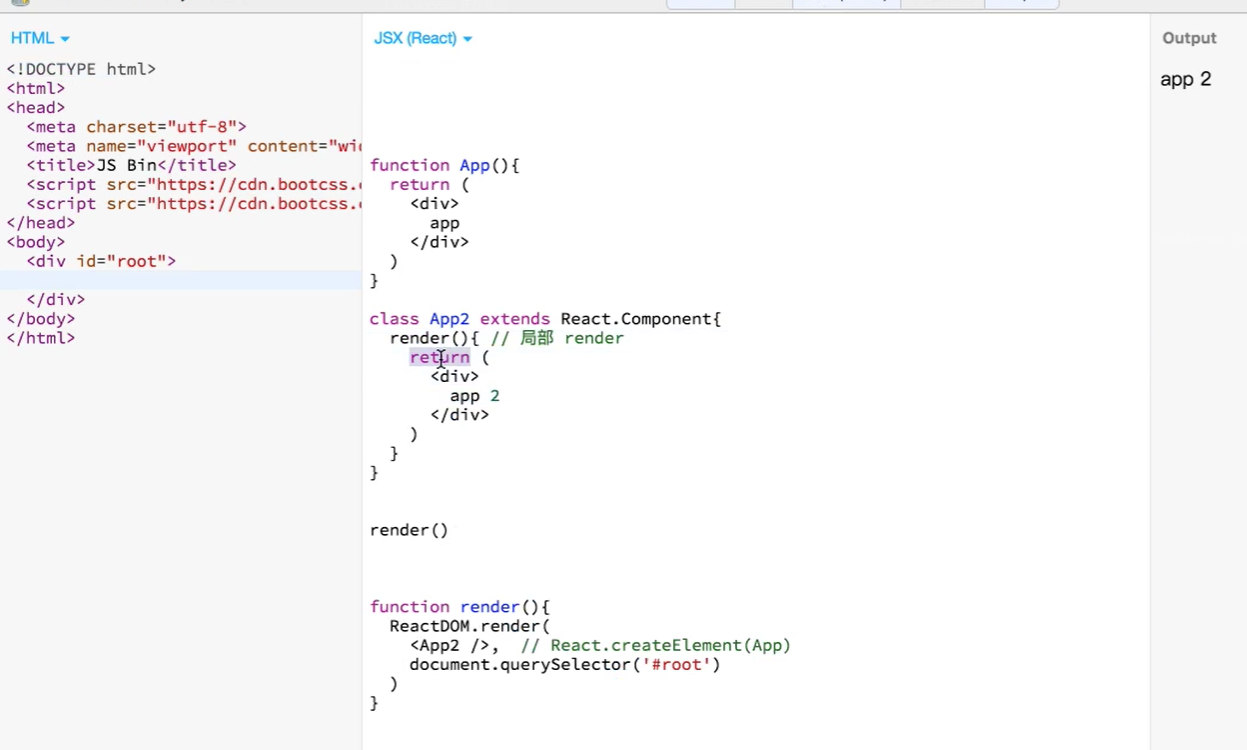 HTML
<!DOCTYPE html>
<html>
<head>
  <meta charset="utf-8">
  <meta name="viewport" content="wi
  <title>JS Bin</title>
  <script src="https://cdn.bootcss.
  <script src="https://cdn.bootcss.
</head>
<body>
  <div id="root">
  </div>
</body>
</html>
JSX (React)
function App(){
  return (
    <div>
      app
    </div>
  )
}
class App2 extends React.Component{
  render(){ // 局部 render
    return (
      <div>
        app 2
      </div>
    )
  }
}
render()
function render(){
  ReactDOM.render(
    <App2 />,  // React.createElement(App)
    document.querySelector('#root')
  )
}
Output
app 2